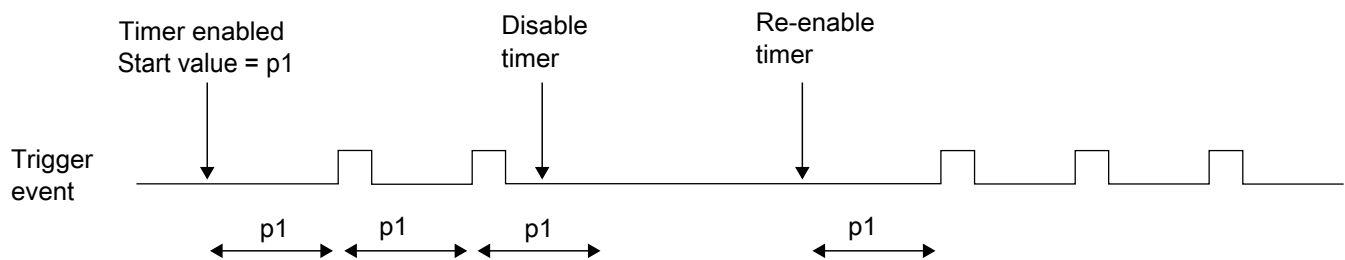 Timer enabled
Start value = p1
Disable
timer
Re-enable
timer
Trigger
event
p1
p1
p1
p1